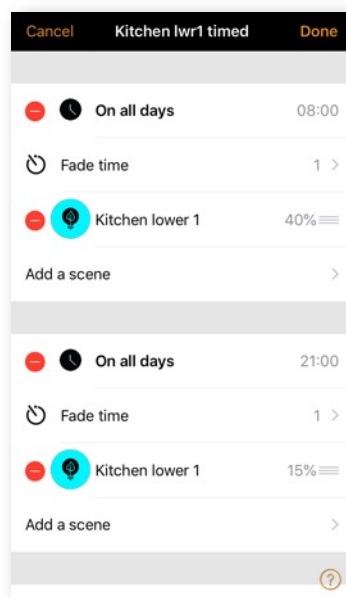 Cancel Kitchen lwr1 timed Done
On all days 08:00
Fade time 1
Kitchen lower 1 40%
Add a scene
On all days 21:00
Fade time 1
Kitchen lower 1 15%
Add a scene
?